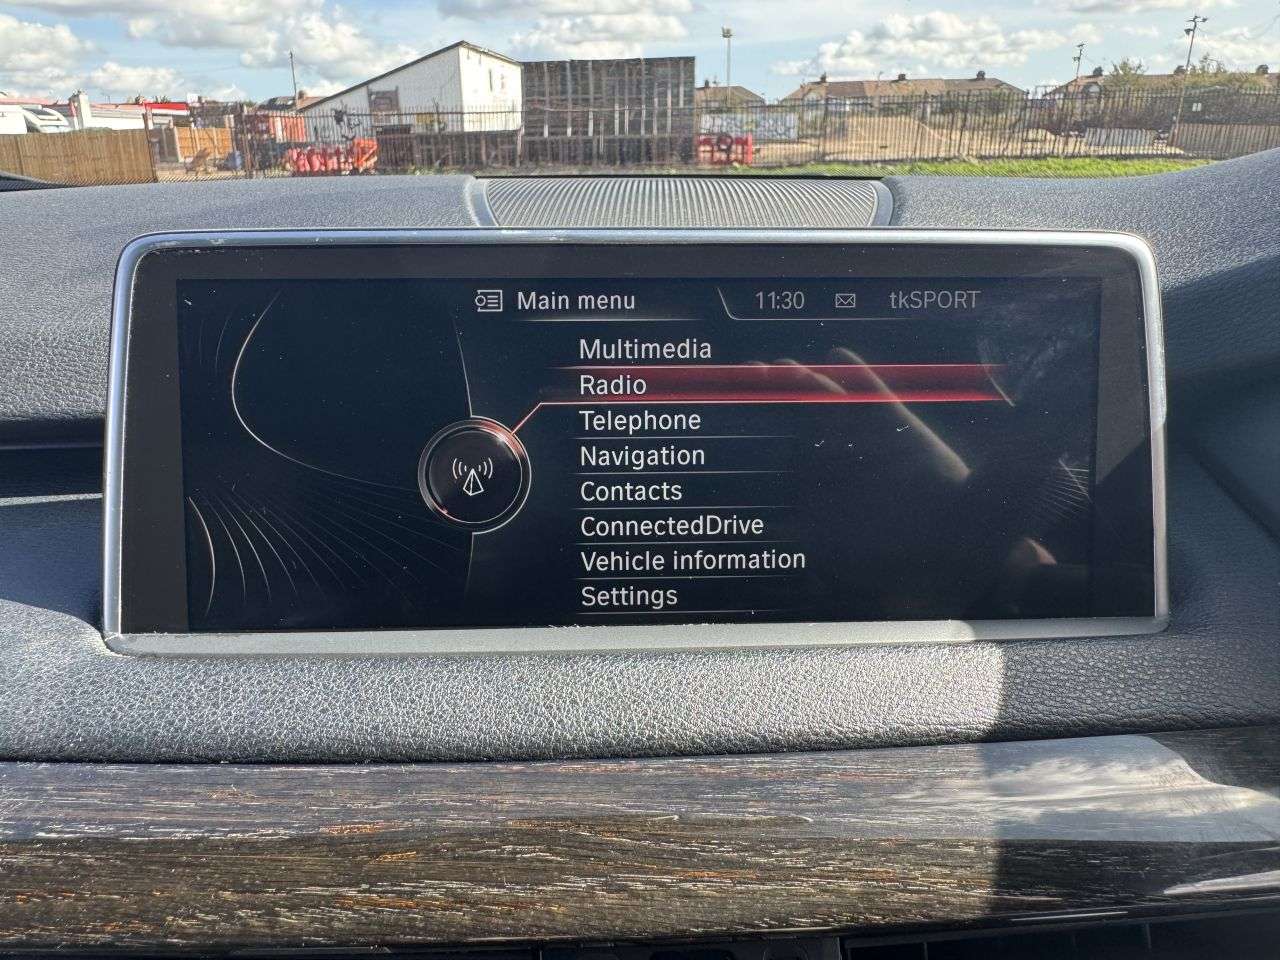 Main menu 11:30 tkSPORT
Multimedia
Radio
Telephone
Navigation
Contacts
ConnectedDrive
Vehicle information
Settings